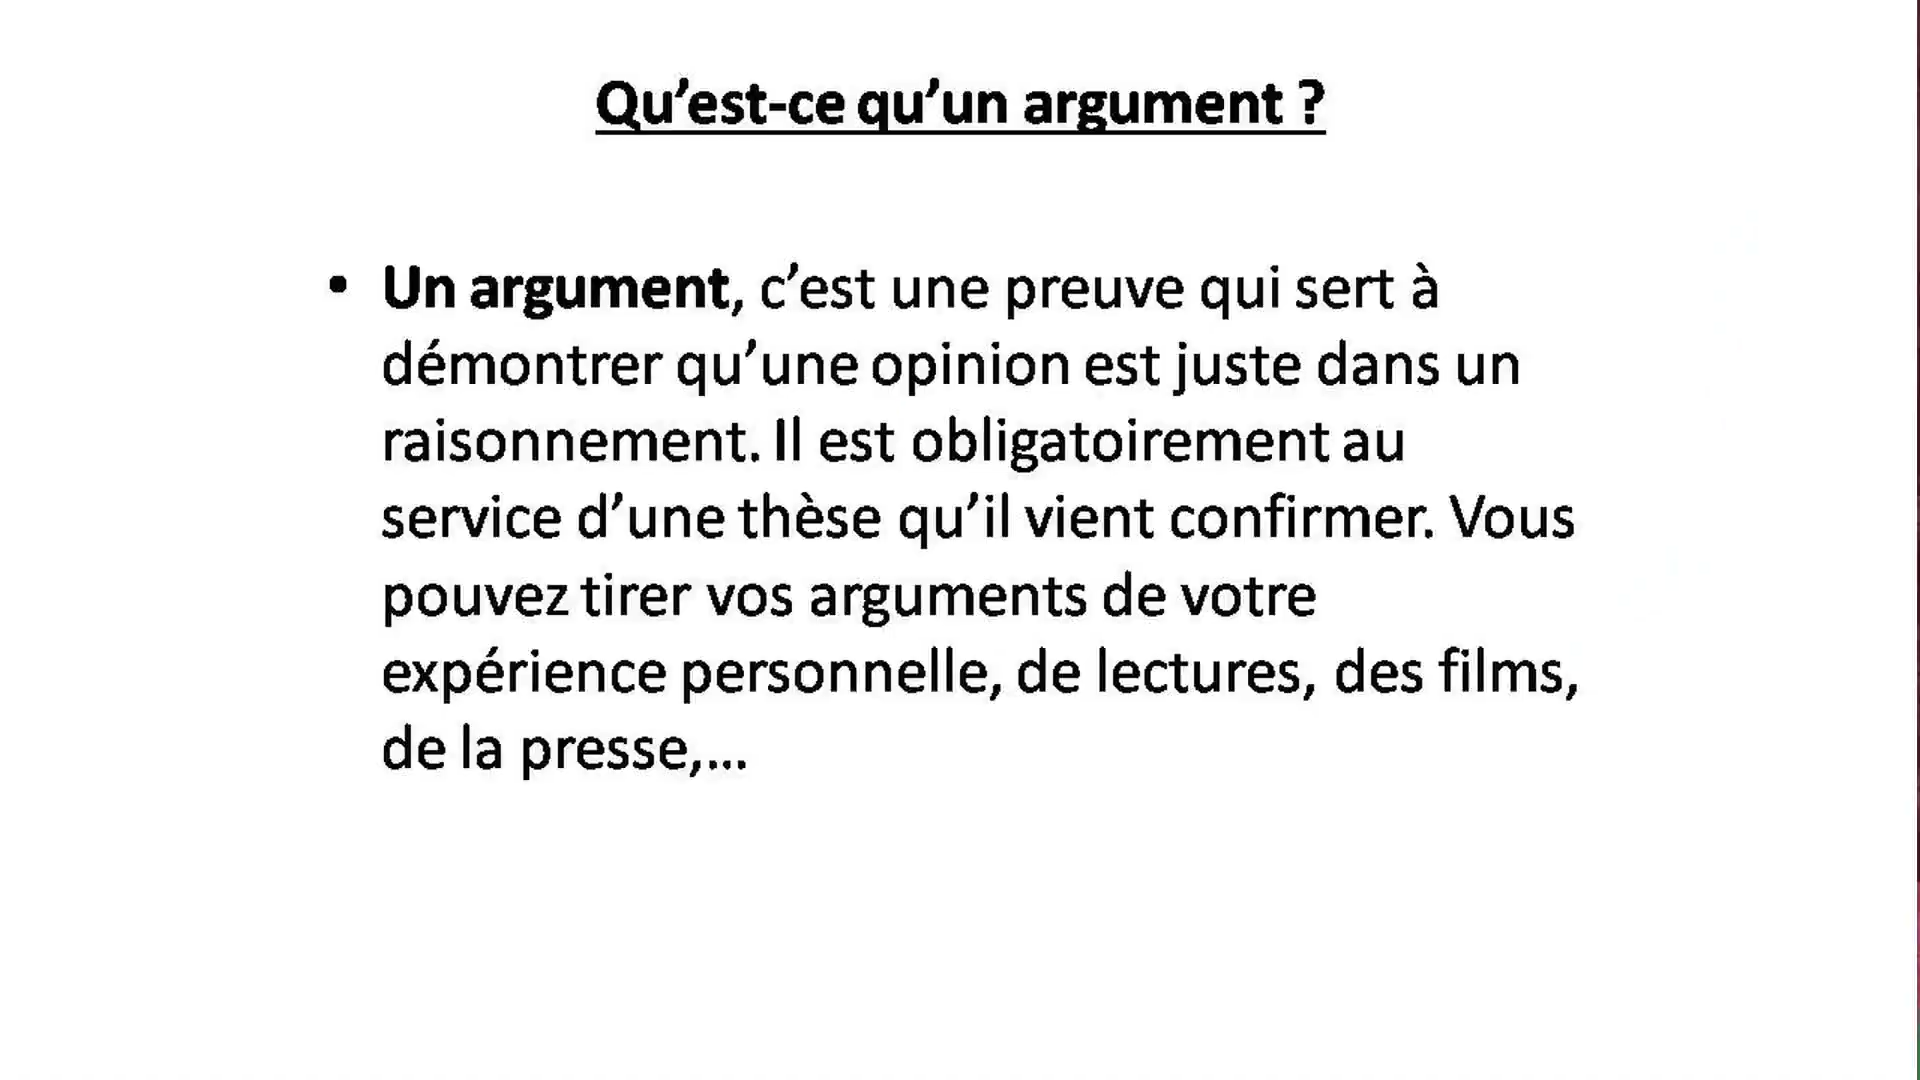 Qu’est-ce qu’un argument ?
• Un argument, c’est une preuve qui sert à
démontrer qu’une opinion est juste dans un
raisonnement. Il est obligatoirement au
service d’une thèse qu’il vient confirmer. Vous
pouvez tirer vos arguments de votre
expérience personnelle, de lectures, des films,
de la presse,...